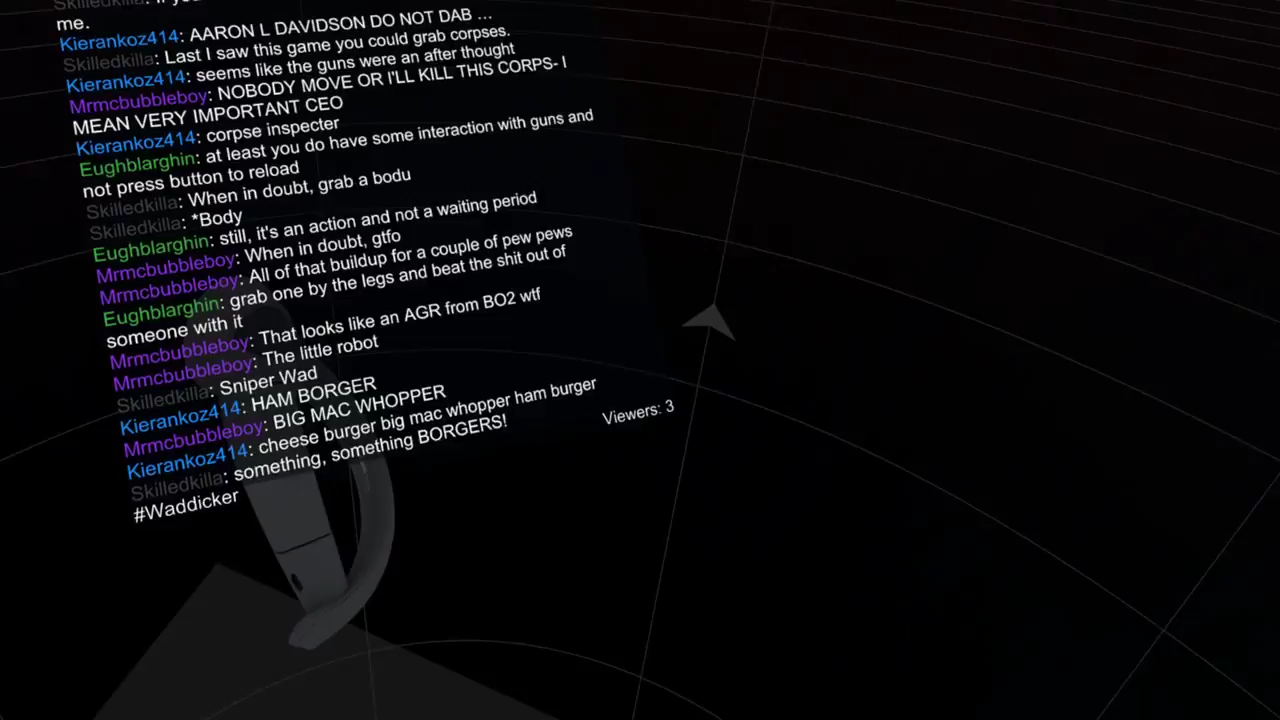 me.
Kierankoz414: AARON L DAVIDSON DO NOT DAB ...
Skilledkilla: Last I saw this game you could grab corpses.
Kierankoz414: seems like the guns were an after thought
Mrmcbubbleboy: NOBODY MOVE OR I'LL KILL THIS CORPS- I
MEAN VERY IMPORTANT CEO
Kierankoz414: corpse inspecter
Eughblarghin: at least you do have some interaction with guns and
not press button to reload
Skilledkilla: When in doubt, grab a bodu
Skilledkilla: *Body
Eughblarghin: still, it's an action and not a waiting period
Mrmcbubbleboy: When in doubt, gtfo
Mrmcbubbleboy: All of that buildup for a couple of pew pews
Eughblarghin: grab one by the legs and beat the shit out of
someone with it
Mrmcbubbleboy: That looks like an AGR from BO2 wtf
Mrmcbubbleboy: The little robot
Skilledkilla: Sniper Wad
Kierankoz414: HAM BORGER
Mrmcbubbleboy: BIG MAC WHOPPER
Kierankoz414: cheese burger big mac whopper ham burger
Skilledkilla: something, something BORGERS!
#Waddicker
Viewers: 3